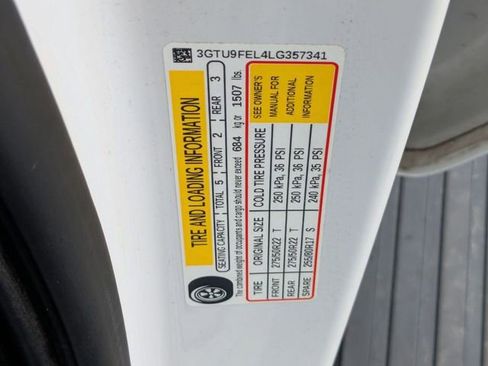 3GTU9FEL4LG357341
TIRE AND LOADING INFORMATION
SEATING CAPACITY TOTAL 5 FRONT 2 REAR 3
The combined weight of occupants and cargo should never exceed 684 kg or 1507 lbs.
TIRE ORIGINAL SIZE COLD TIRE PRESSURE SEE OWNER'S
FRONT 275/50R22 T 250 kPa, 36 PSI MANUAL FOR
REAR 275/50R22 T 250 kPa, 36 PSI ADDITIONAL
SPARE 255/80R17 S 240 kPa, 35 PSI INFORMATION